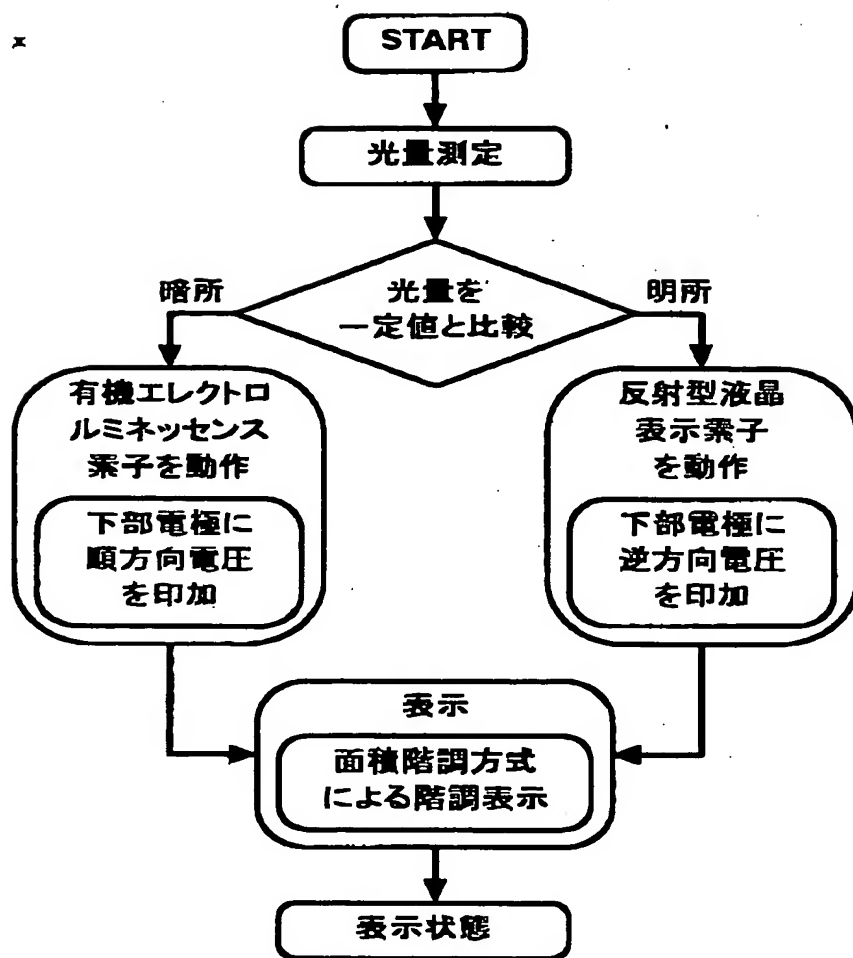 START
光量測定
光量を
一定値と比較
暗所
明所
有機エレクトロ
ルミネッセンス
素子を動作
下部電極に
順方向電圧
を印加
反射型液晶
表示素子
を動作
下部電極に
逆方向電圧
を印加
表示
面積階調方式
による階調表示
表示状態